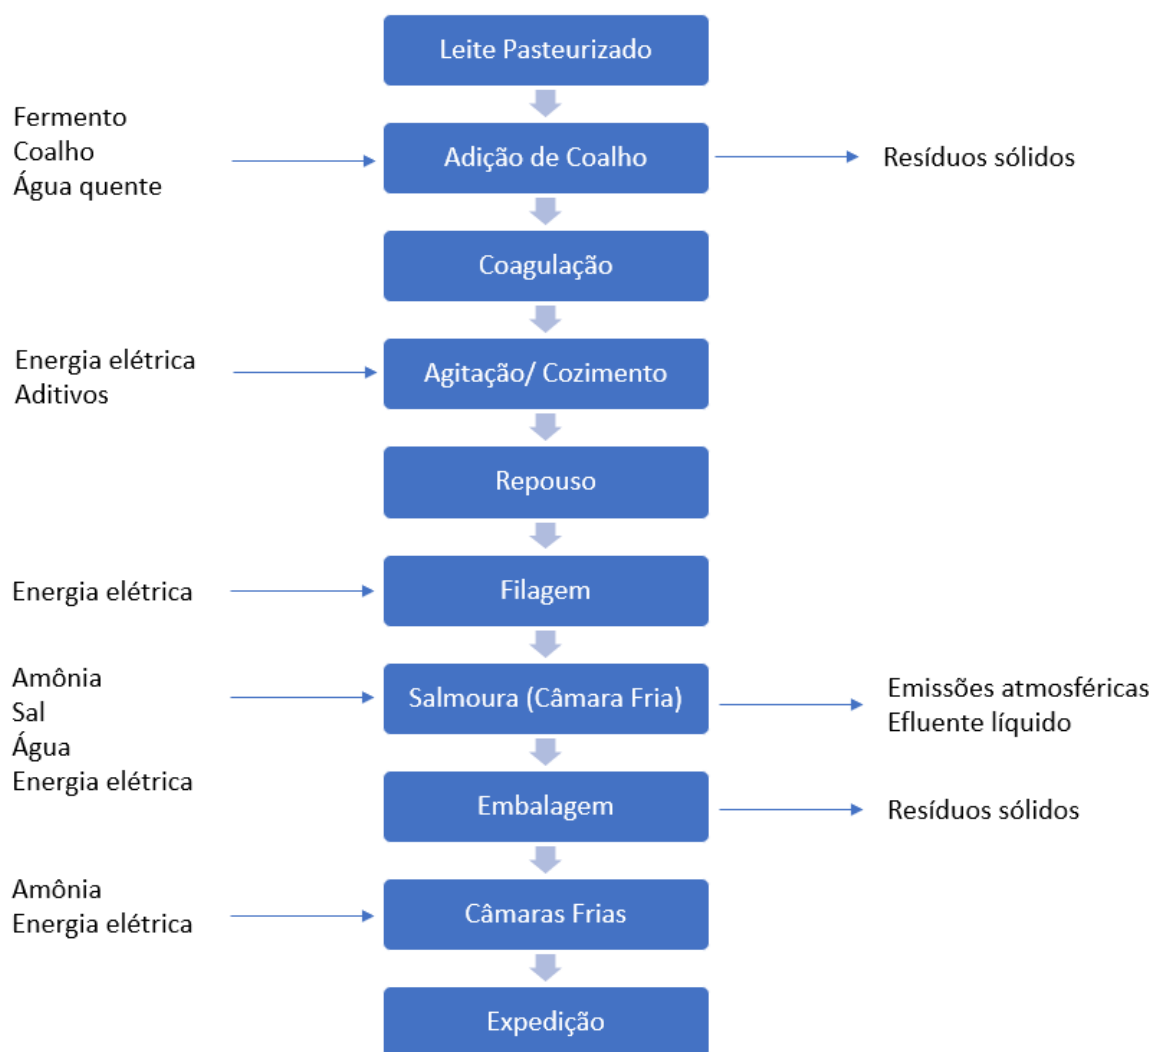 Leite Pasteurizado
Fermento
Coalho
Água quente
Adição de Coalho
Resíduos sólidos
Coagulação
Energia elétrica
Aditivos
Agitação/ Cozimento
Repouso
Energia elétrica
Filagem
Amônia
Sal
Água
Energia elétrica
Salmoura (Câmara Fria)
Emissões atmosféricas
Efluente líquido
Embalagem
Resíduos sólidos
Amônia
Energia elétrica
Câmaras Frias
Expedição